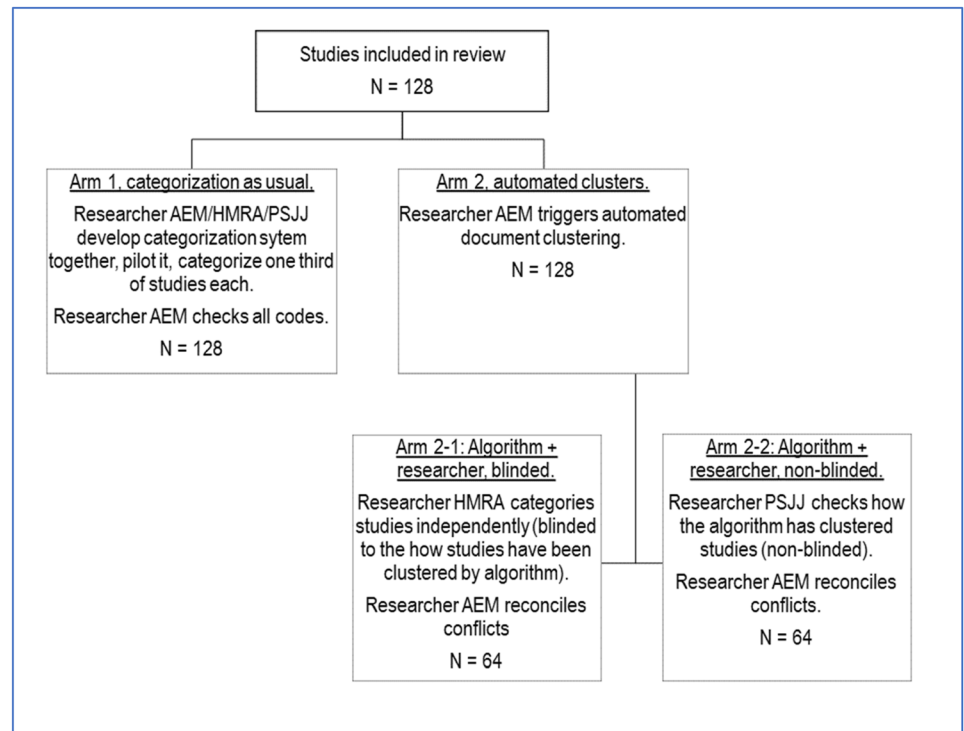 Studies included in review
N = 128
Arm 1, categorization as usual.
Researcher AEM/HMRA/PSJJ
develop categorization sytem
together, pilot it, categorize one third
of studies each.
Researcher AEM checks all codes.
N = 128
Arm 2, automated clusters.
Researcher AEM triggers automated
document clustering.
N = 128
Arm 2-1: Algorithm +
researcher, blinded.
Researcher HMRA categories
studies independently (blinded
to the how studies have been
clustered by algorithm).
Researcher AEM reconciles
conflicts
N = 64
Arm 2-2: Algorithm +
researcher, non-blinded.
Researcher PSJJ checks how
the algorithm has clustered
studies (non-blinded).
Researcher AEM reconciles
conflicts.
N = 64